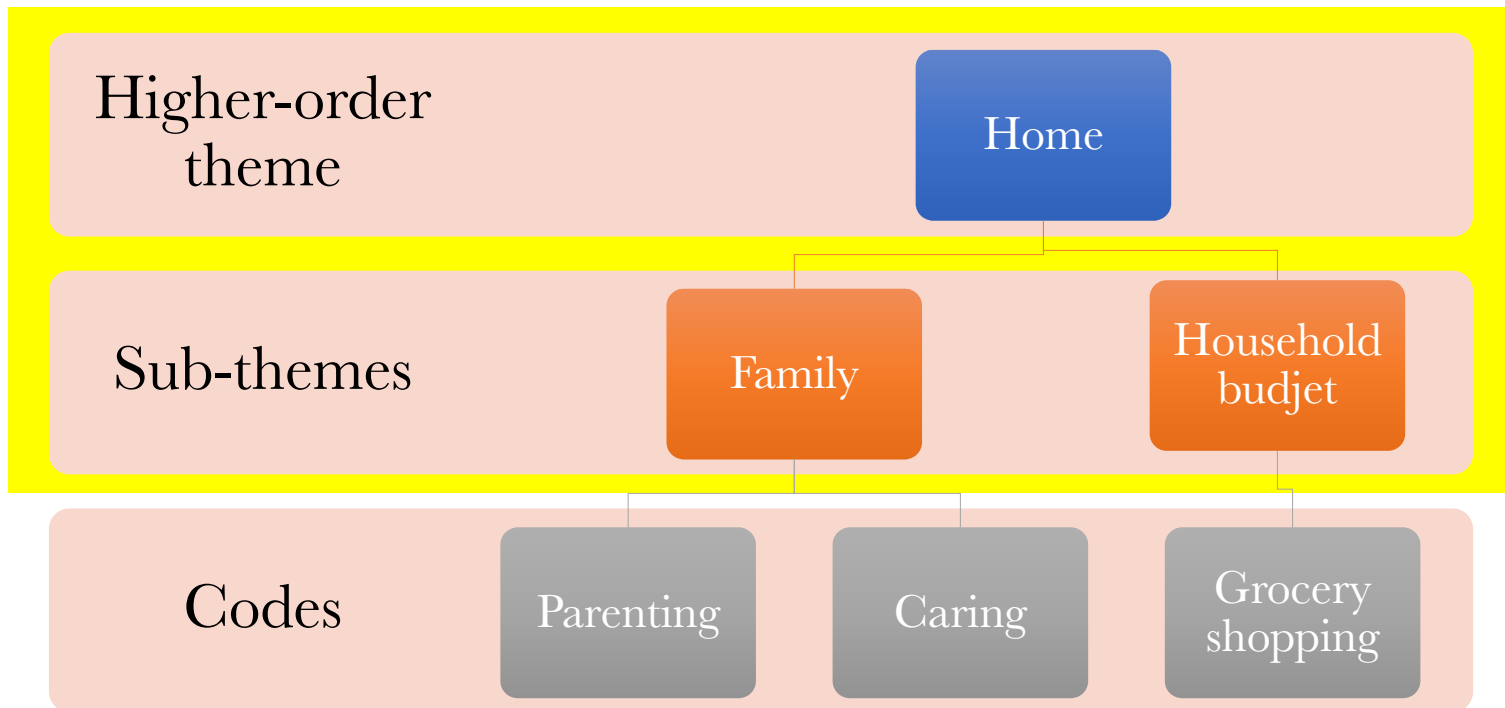 Higher-order
theme
Home
Sub-themes
Family
Household
budjet
Codes
Parenting
Caring
Grocery
shopping